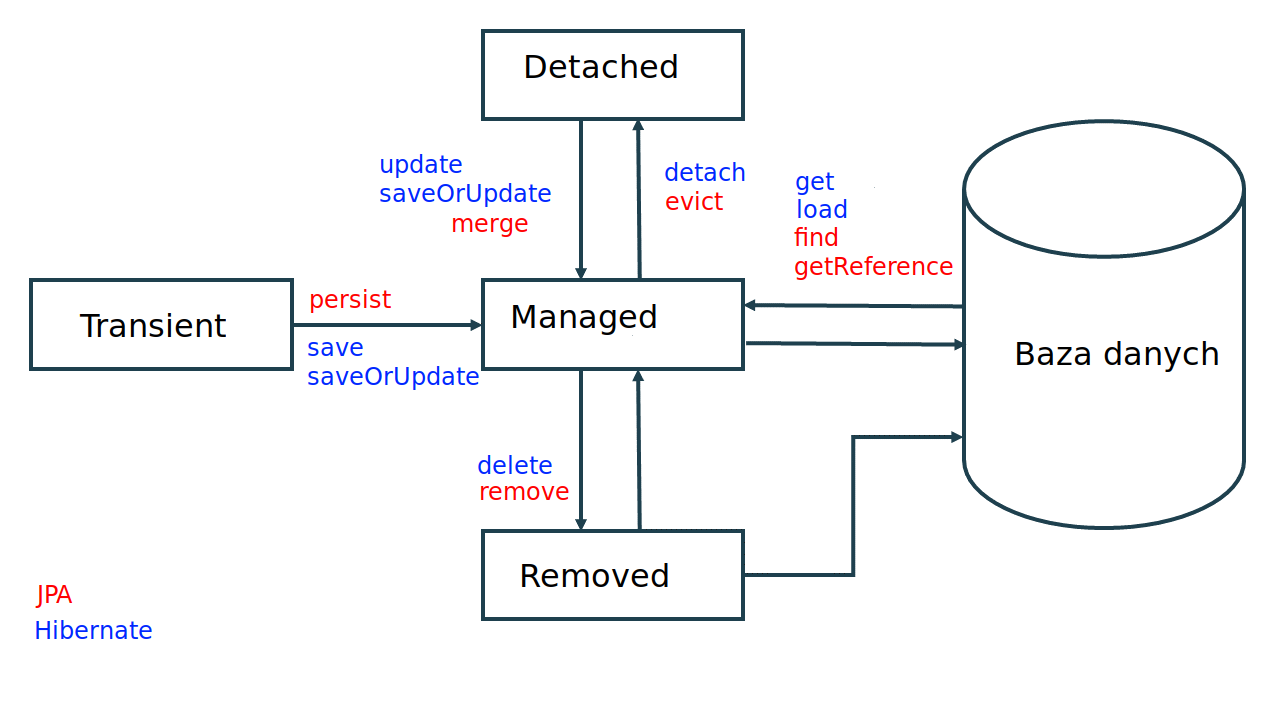 Detached
update
saveOrUpdate
merge
detach
evict
get
load
find
getReference
Transient
persist
save
saveOrUpdate
Managed
Baza danych
delete
remove
Removed
JPA
Hibernate